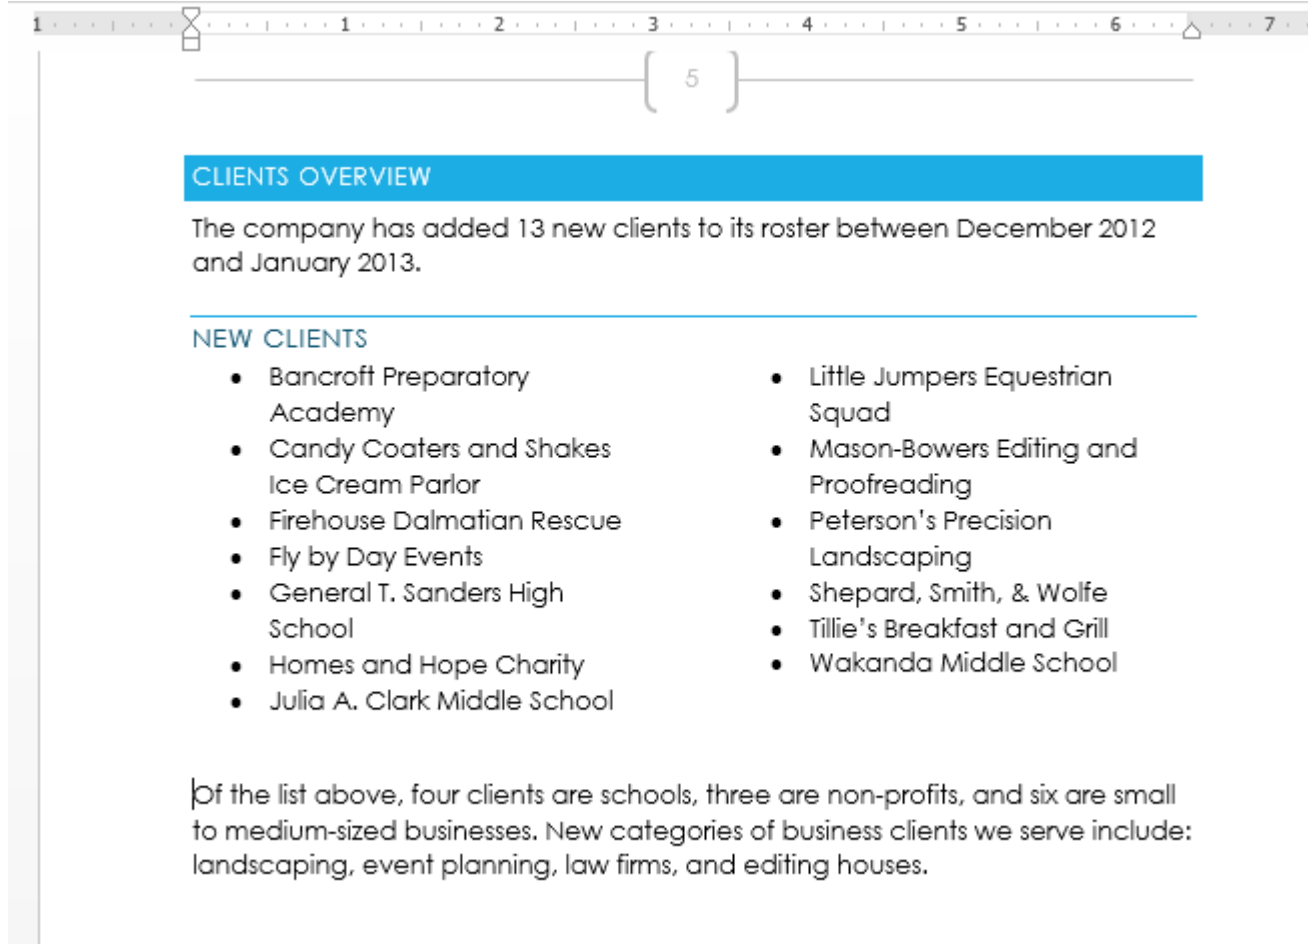 1 1 2 3 4 5 6 7
5
CLIENTS OVERVIEW
The company has added 13 new clients to its roster between December 2012
and January 2013.
NEW CLIENTS
• Bancroft Preparatory
Academy
• Candy Coaters and Shakes
Ice Cream Parlor
• Firehouse Dalmatian Rescue
• Fly by Day Events
• General T. Sanders High
School
• Homes and Hope Charity
• Julia A. Clark Middle School
• Little Jumpers Equestrian
Squad
• Mason-Bowers Editing and
Proofreading
• Peterson’s Precision
Landscaping
• Shepard, Smith, & Wolfe
• Tillie’s Breakfast and Grill
• Wakanda Middle School
Of the list above, four clients are schools, three are non-profits, and six are small
to medium-sized businesses. New categories of business clients we serve include:
landscaping, event planning, law firms, and editing houses.